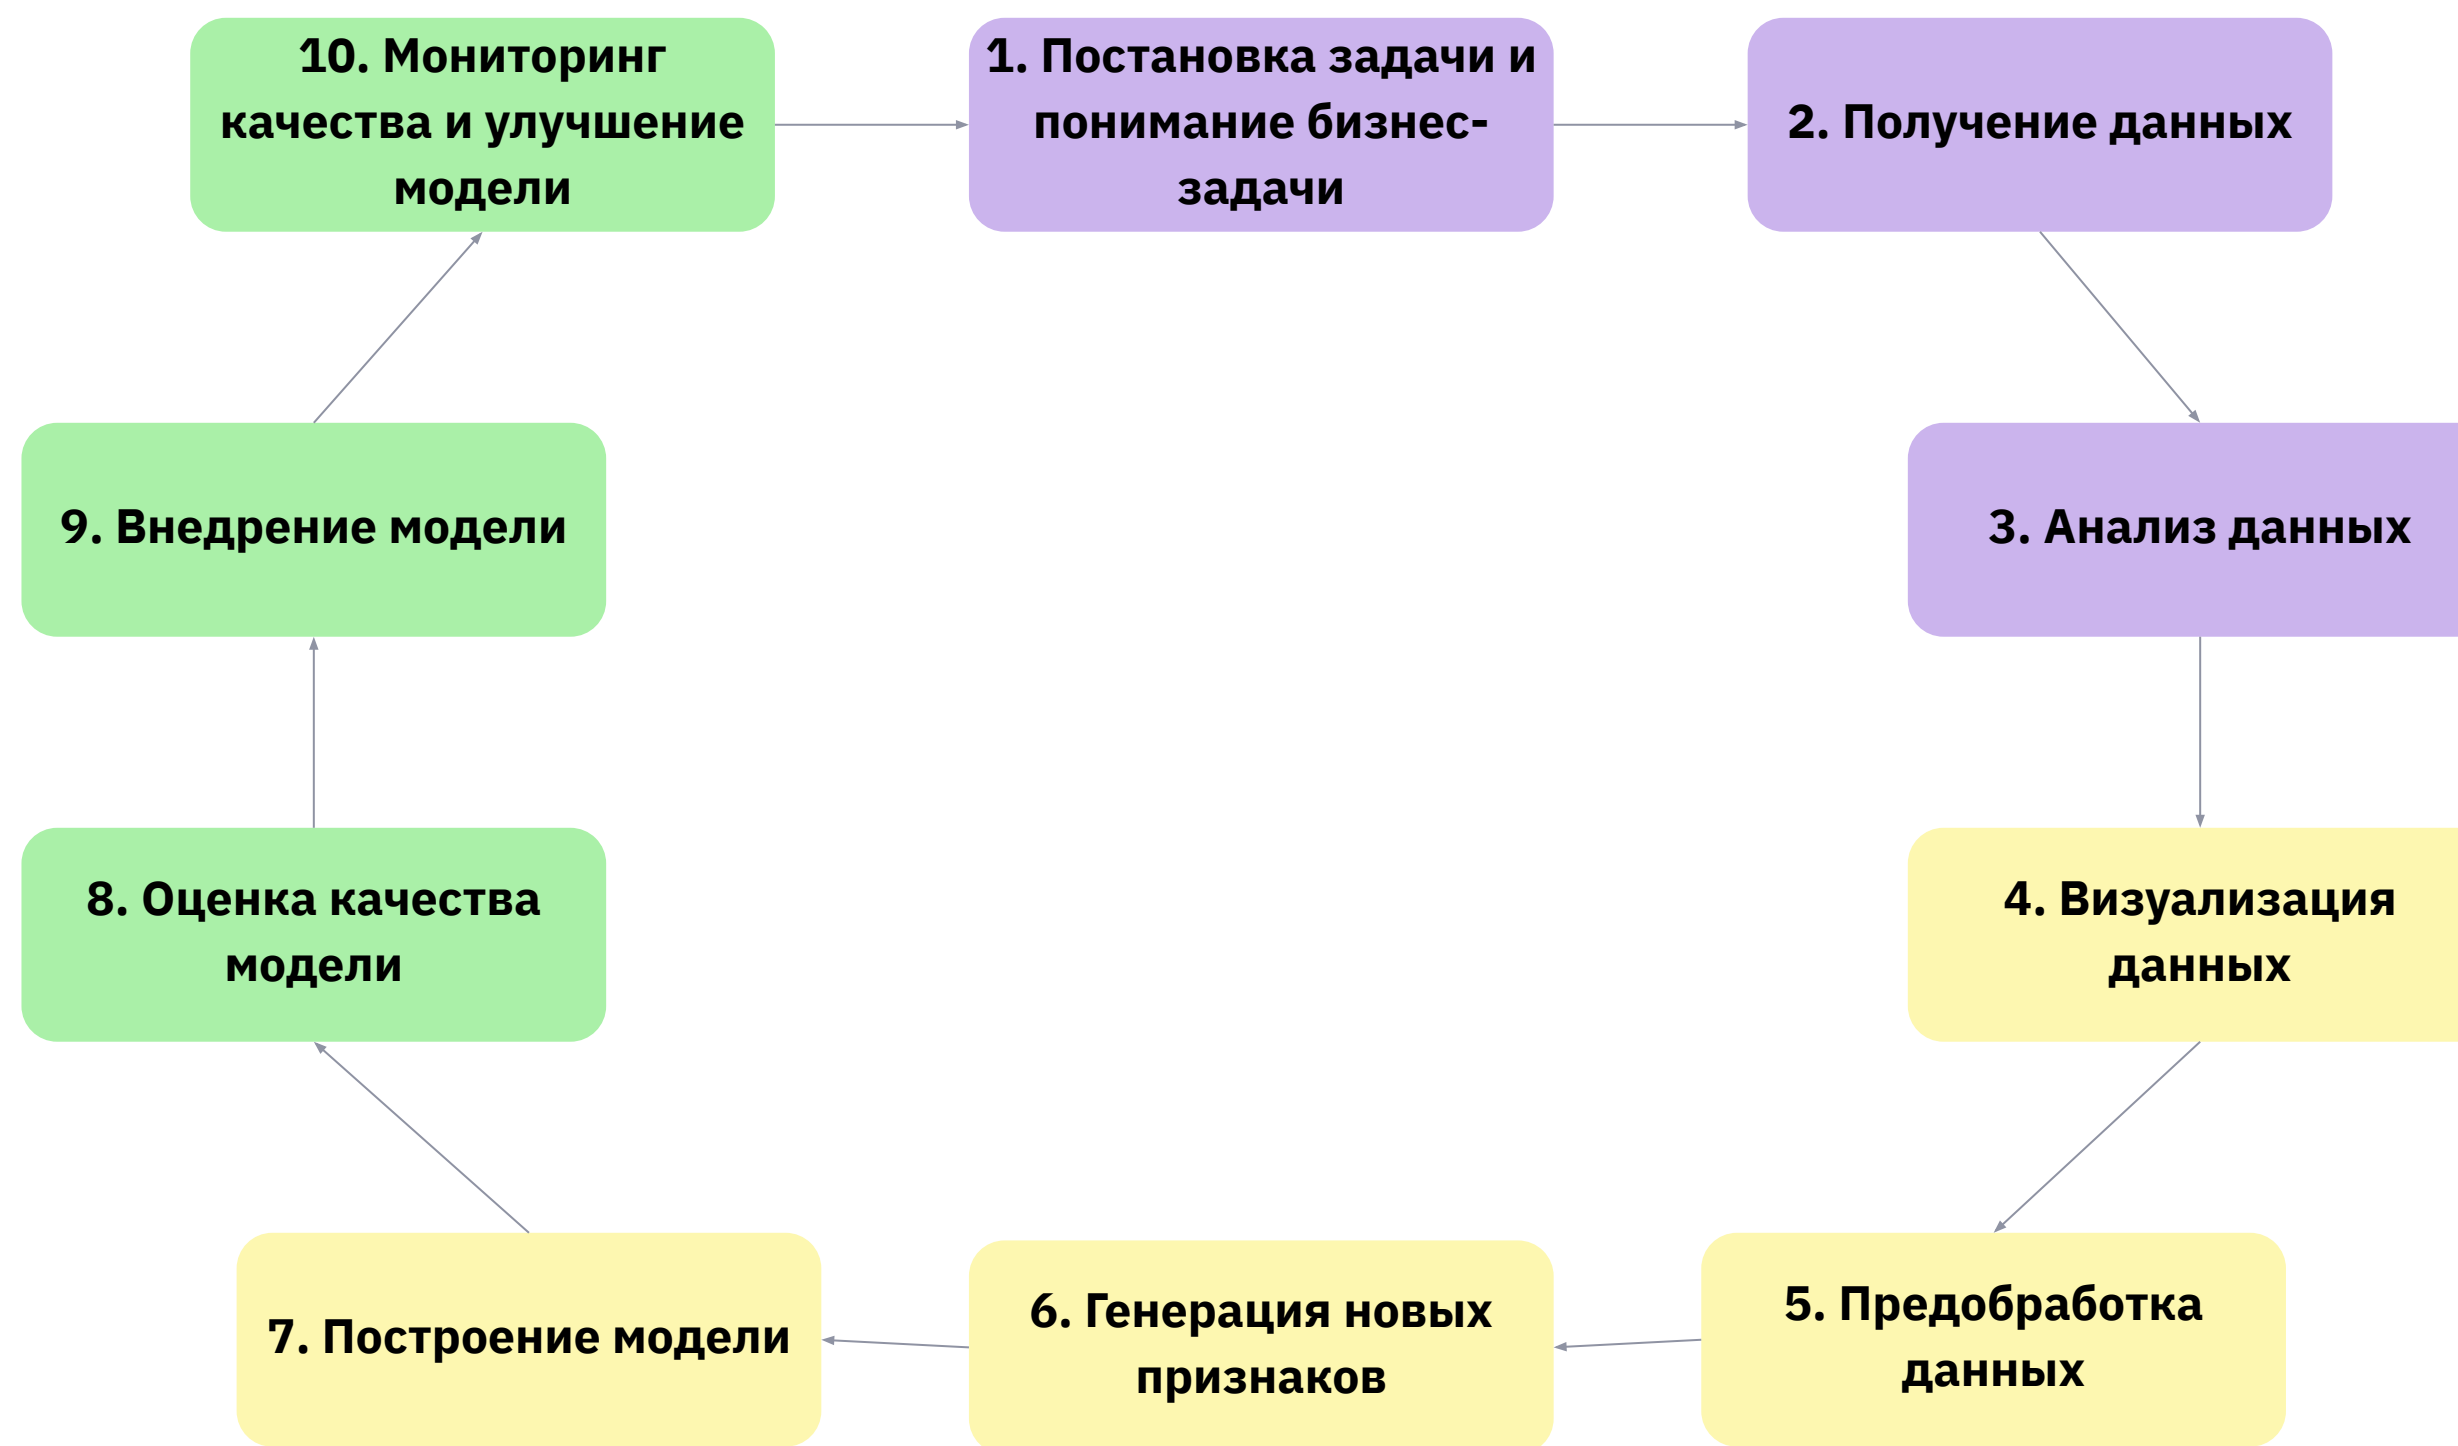 10. Мониторинг
качества и улучшение
модели
1. Постановка задачи и
понимание бизнес-
задачи
2. Получение данных
9. Внедрение модели
3. Анализ данных
8. Оценка качества
модели
4. Визуализация
данных
7. Построение модели
6. Генерация новых
признаков
5. Предобработка
данных